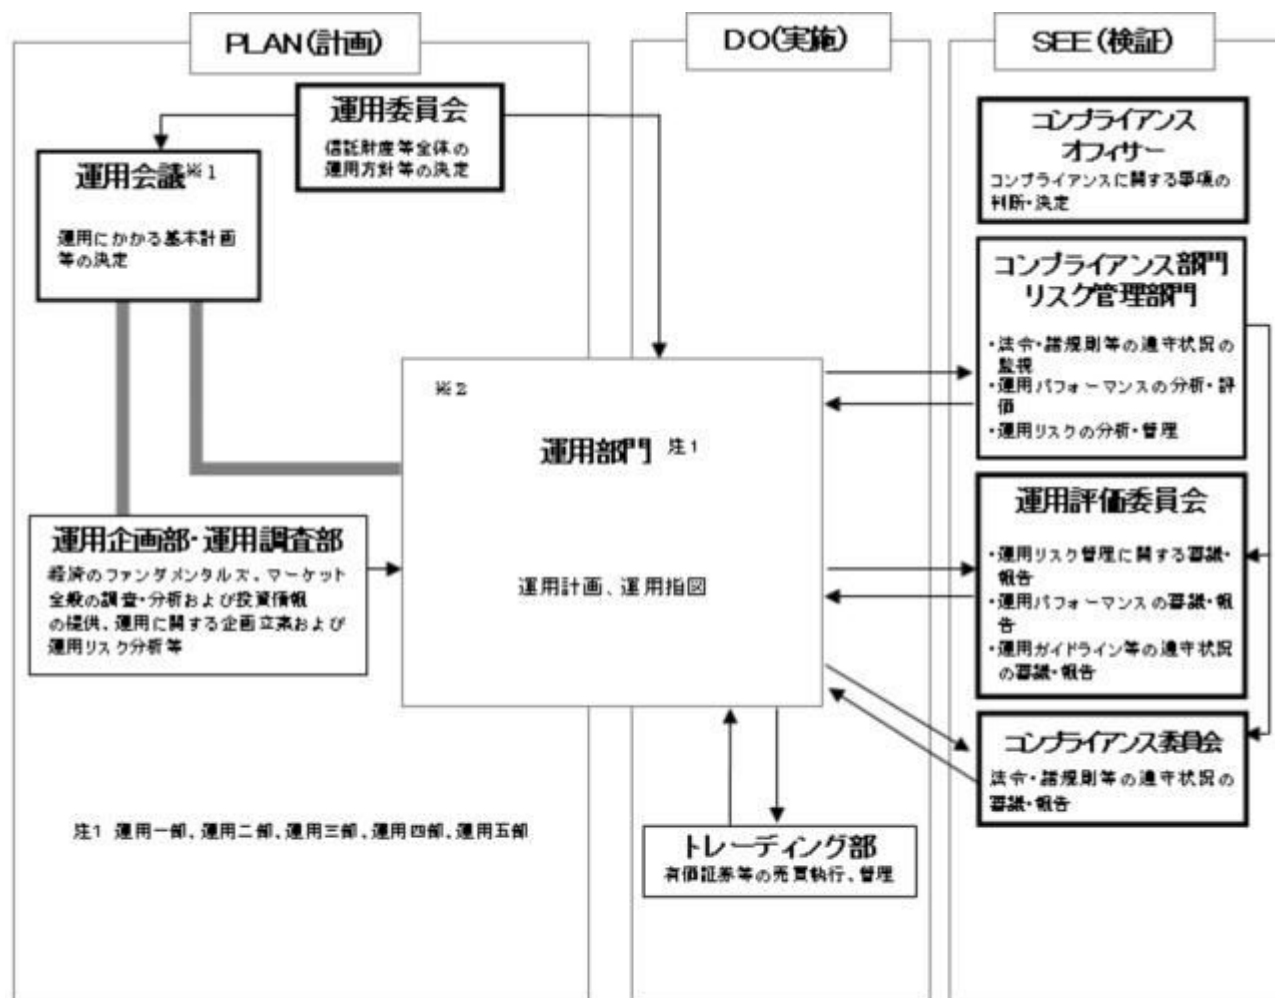 PLAN(計画)
DO(実施)
SEE(検証)
運用委員会
信託財産等全体の
運用方針等の決定
運用会議※1
運用にかかる基本計画
等の決定
運用企画部・運用調査部
経済のファンダメンタルズ、マーケット
全般の調査・分析および投資情報
の提供、運用に関する企画立案および
運用リスク分析等
※2
運用部門 注1
運用計画、運用指図
注1 運用一部、運用二部、運用三部、運用四部、運用五部
トレーディング部
有価証券等の売買執行、管理
コンプライアンス
オフィサー
コンプライアンスに関する事項の
判断・決定
コンプライアンス部門
リスク管理部門
・法令・諸規則等の遵守状況の
監視
・運用パフォーマンスの分析・評
価
・運用リスクの分析・管理
運用評価委員会
・運用リスク管理に関する審議・
報告
・運用パフォーマンスの審議・報
告
・運用ガイドライン等の遵守状況
の審議・報告
コンプライアンス委員会
法令・諸規則等の遵守状況の
審議・報告